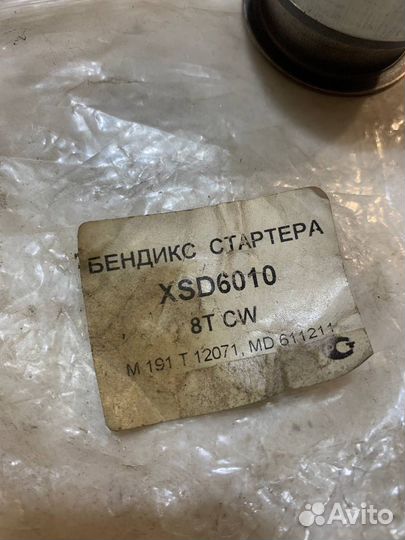 БЕНДИКС СТАРТЕРА
XSD6010
8T CW
M 191 T 12071, MD 611211
Avito